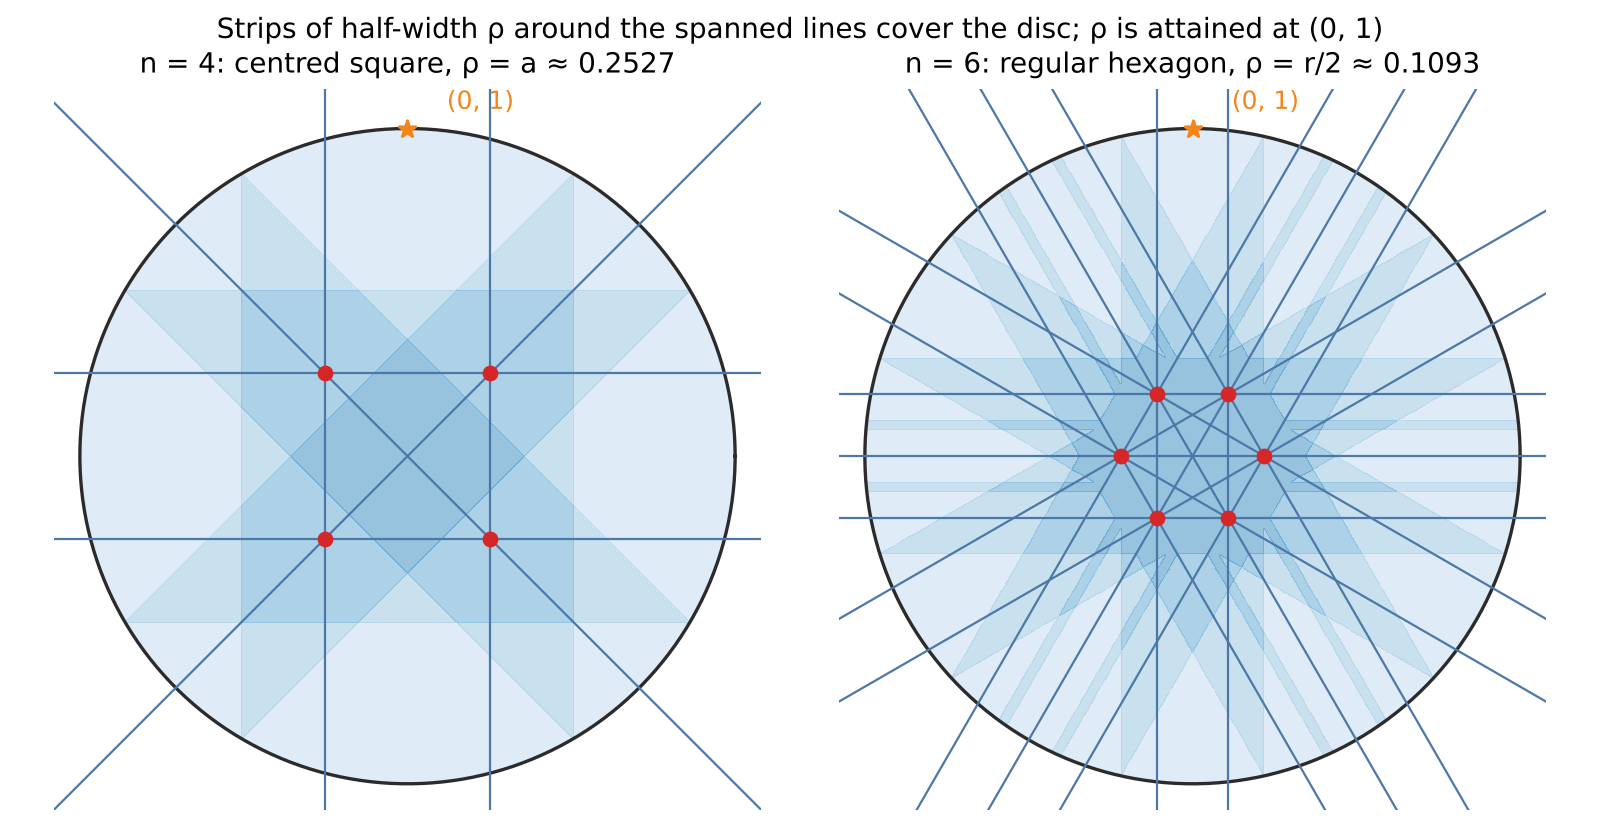 Strips of half-width ρ around the spanned lines cover the disc; ρ is attained at (0, 1)
n = 4: centred square, ρ = a ≈ 0.2527
n = 6: regular hexagon, ρ = r/2 ≈ 0.1093
(0, 1)
(0, 1)